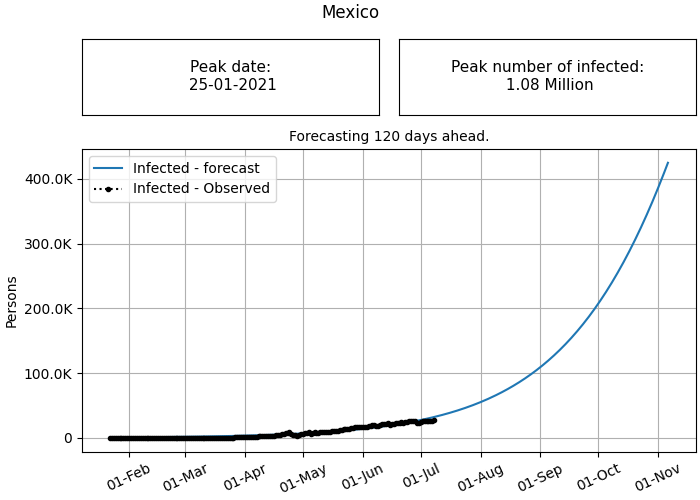 Mexico
Peak date:
25-01-2021
Peak number of infected:
1.08 Million
Forecasting 120 days ahead.
Infected - forecast
Infected - Observed
400.0K
300.0K
200.0K
100.0K
0
Persons
01-Feb
01-Mar
01-Apr
01-May
01-Jun
01-Jul
01-Aug
01-Sep
01-Oct
01-Nov